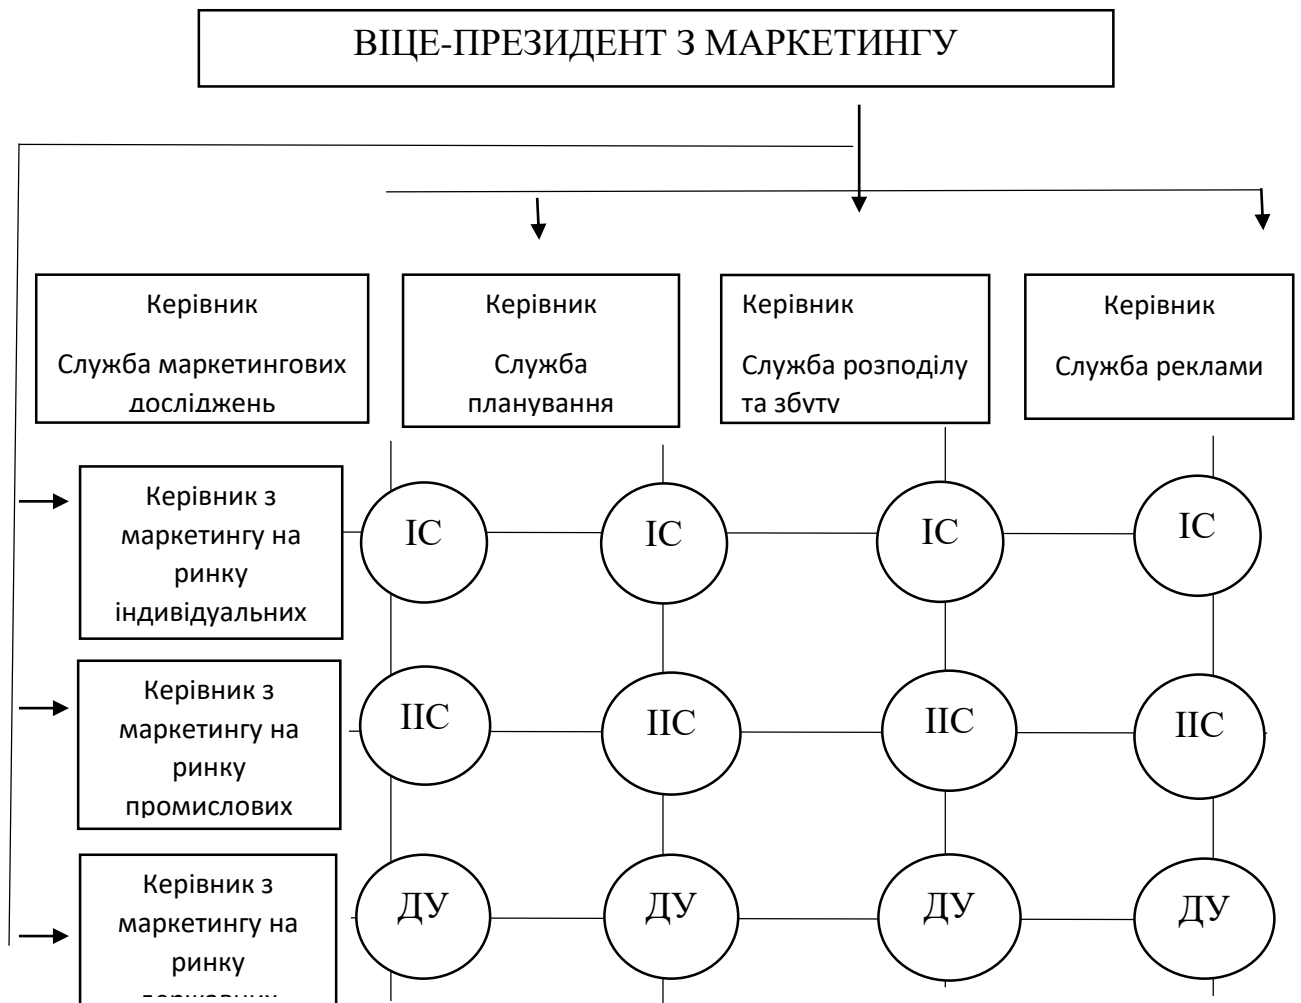 ВІЦЕ-ПРЕЗИДЕНТ З МАРКЕТИНГУ
Керівник
Служба маркетингових
досліджень
Керівник
Служба
планування
Керівник
Служба розподілу
та збуту
Керівник
Служба реклами
Керівник з
маркетингу на
ринку
індивідуальних
ІС
ІС
ІС
ІС
Керівник з
маркетингу на
ринку
промислових
ІІС
ІІС
ІІС
ІІС
Керівник з
маркетингу на
ринку
державних
ДУ
ДУ
ДУ
ДУ